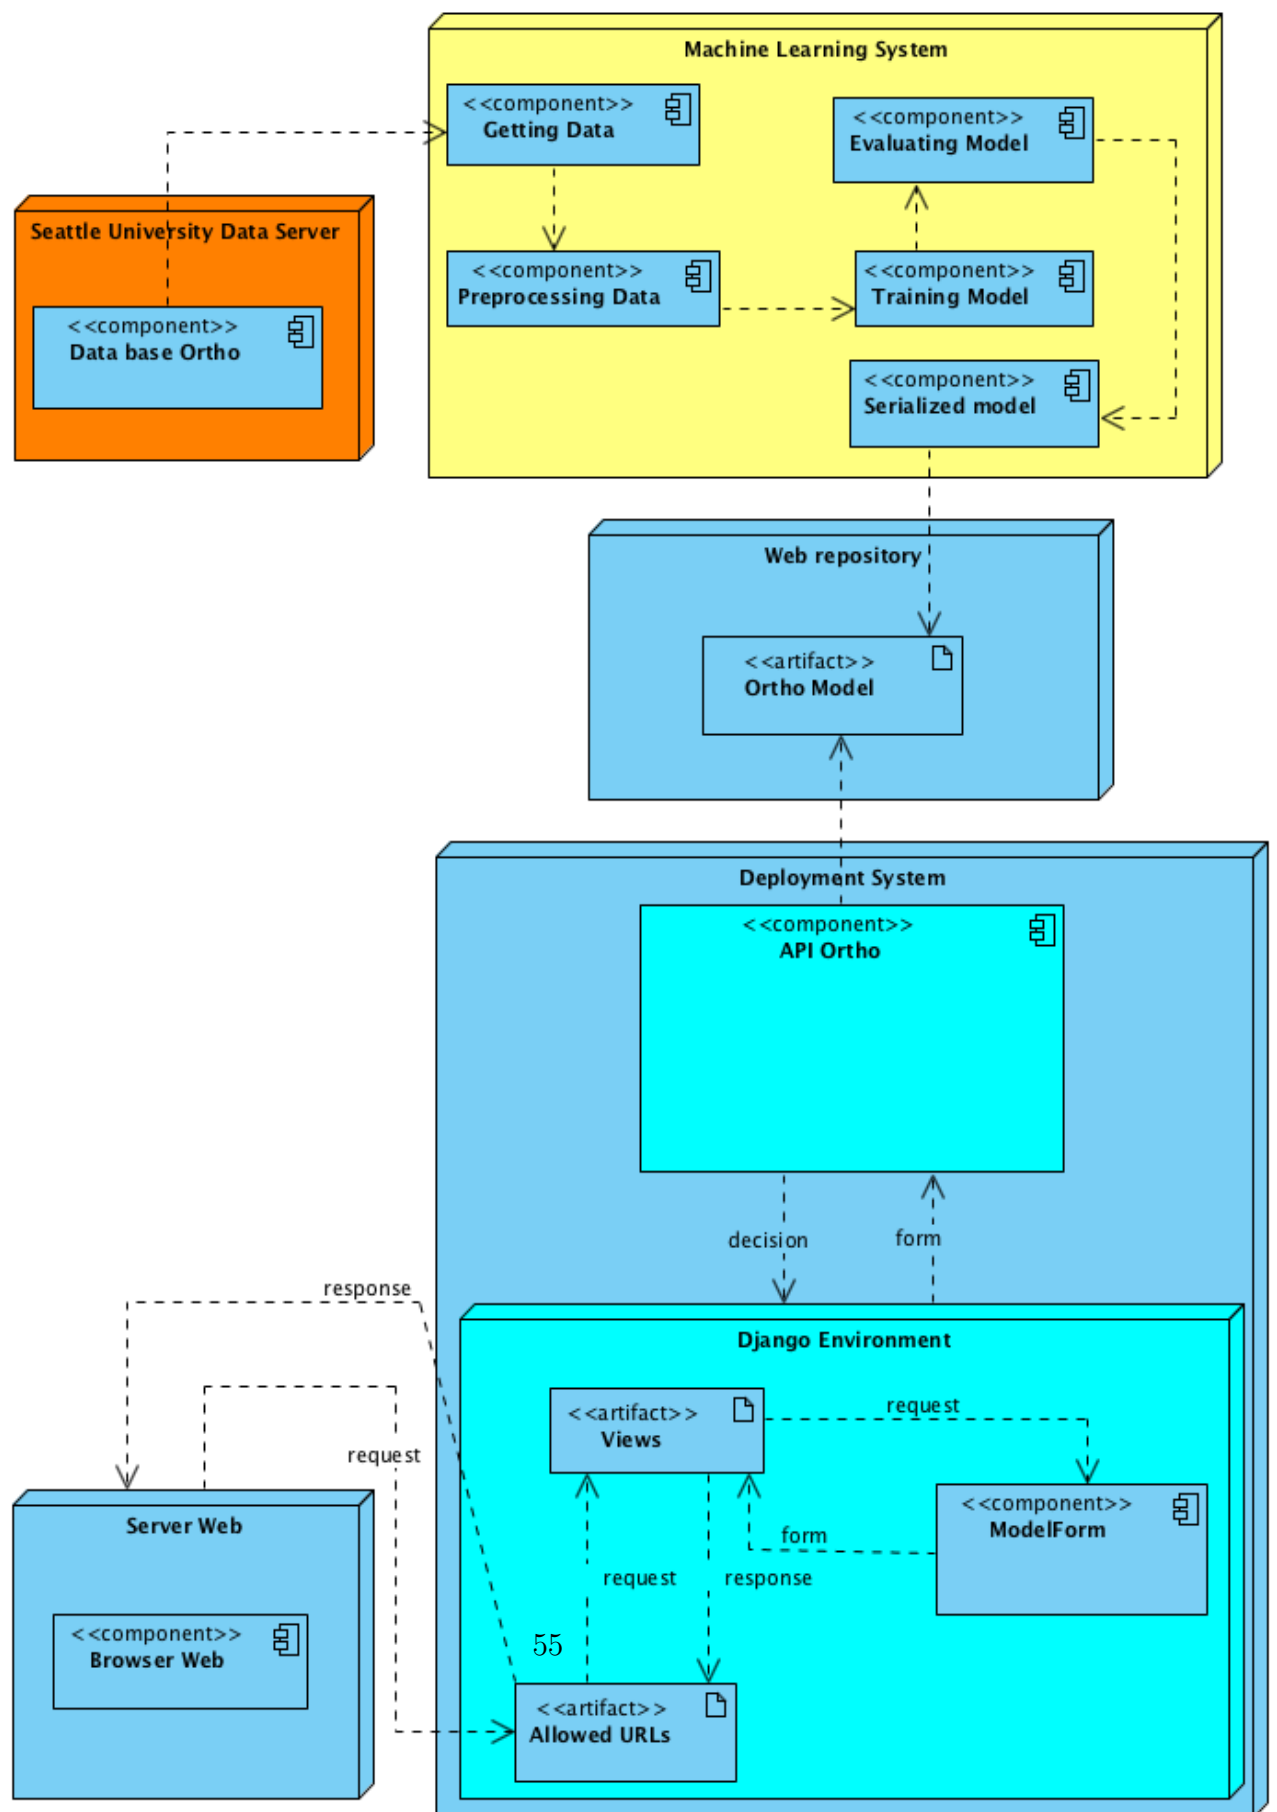 Machine Learning System
<<component>>
Getting Data
<<component>>
Evaluating Model
Seattle University Data Server
<<component>>
Preprocessing Data
<<component>>
Training Model
<<component>>
Data base Ortho
<<component>>
Serialized model
Web repository
<<artifact>>
Ortho Model
Deployment System
<<component>>
API Ortho
decision
form
response
Django Environment
<<artifact>>
Views
request
request
Server Web
<<component>>
ModelForm
form
request
response
<<component>>
Browser Web
55
<<artifact>>
Allowed URLs